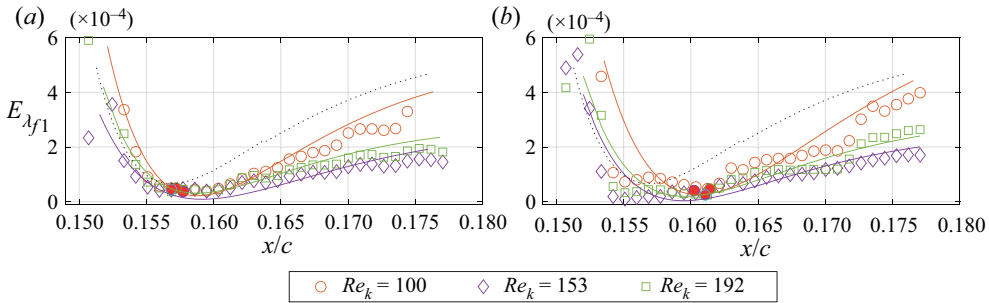 (a) (×10⁻⁴) (b) (×10⁻⁴)
6 6
4 4
E_λf1
2 2
0 0
0.150 0.155 0.160 0.165 0.170 0.175 0.180 0.150 0.155 0.160 0.165 0.170 0.175 0.180
x/c x/c
Re_k = 100 Re_k = 153 Re_k = 192